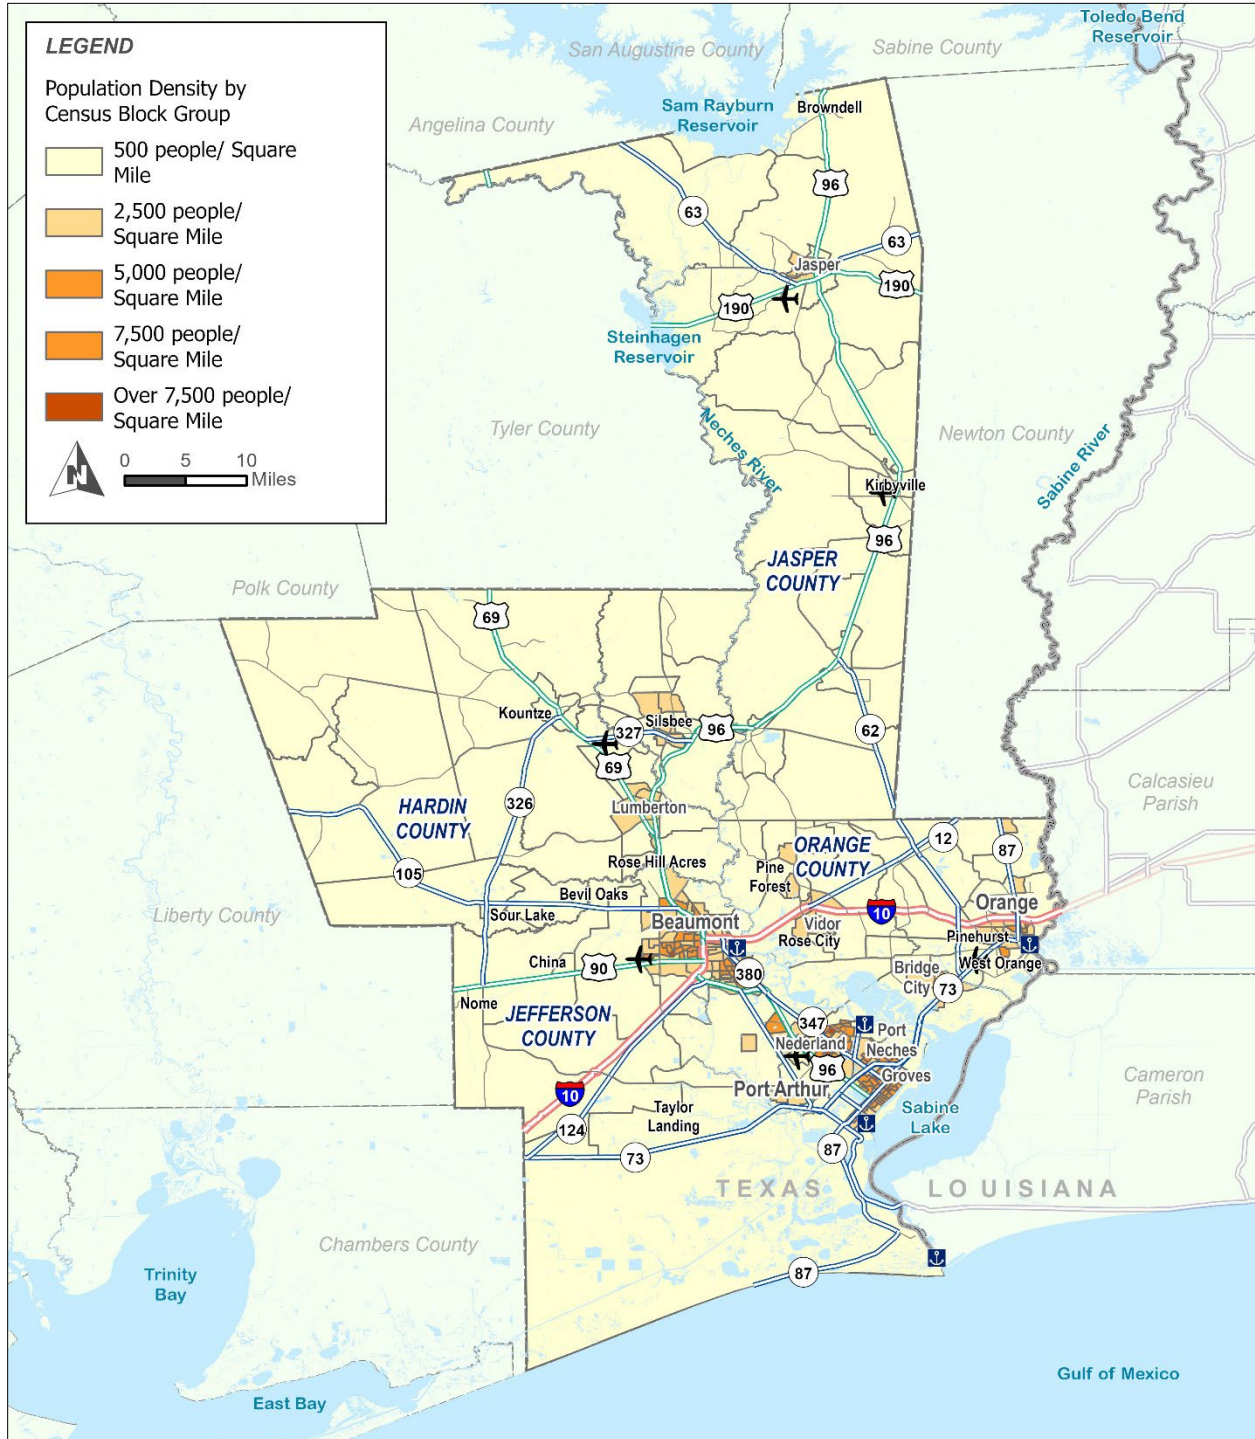 LEGEND
Population Density by
Census Block Group
500 people/ Square
Mile
2,500 people/
Square Mile
5,000 people/
Square Mile
7,500 people/
Square Mile
Over 7,500 people/
Square Mile
N
0 5 10
Miles
Toledo Bend
Reservoir
San Augustine County
Sabine County
Sam Rayburn
Reservoir
Browndell
Angelina County
96
63
63
Jasper
190
190
Steinhagen
Reservoir
Tyler County
Neches River
Newton County
Sabine River
Kirbyville
96
JASPER
COUNTY
Polk County
69
Kountze
Silsbee
327
96
62
69
Calcasieu
Parish
HARDIN
COUNTY
326
Lumberton
ORANGE
COUNTY
12
87
Rose Hill Acres
Pine
Forest
105
Bevil Oaks
Liberty County
Sour Lake
Beaumont
Vidor
10
Orange
Rose City
Pinehurst
West Orange
China
90
380
Bridge
City
73
Nome
JEFFERSON
COUNTY
347
Port
Neches
Nederland
96
Groves
Port Arthur
Cameron
Parish
10
Taylor
Landing
Sabine
Lake
124
73
87
TEXAS
LOUISIANA
Chambers County
Trinity
Bay
87
East Bay
Gulf of Mexico